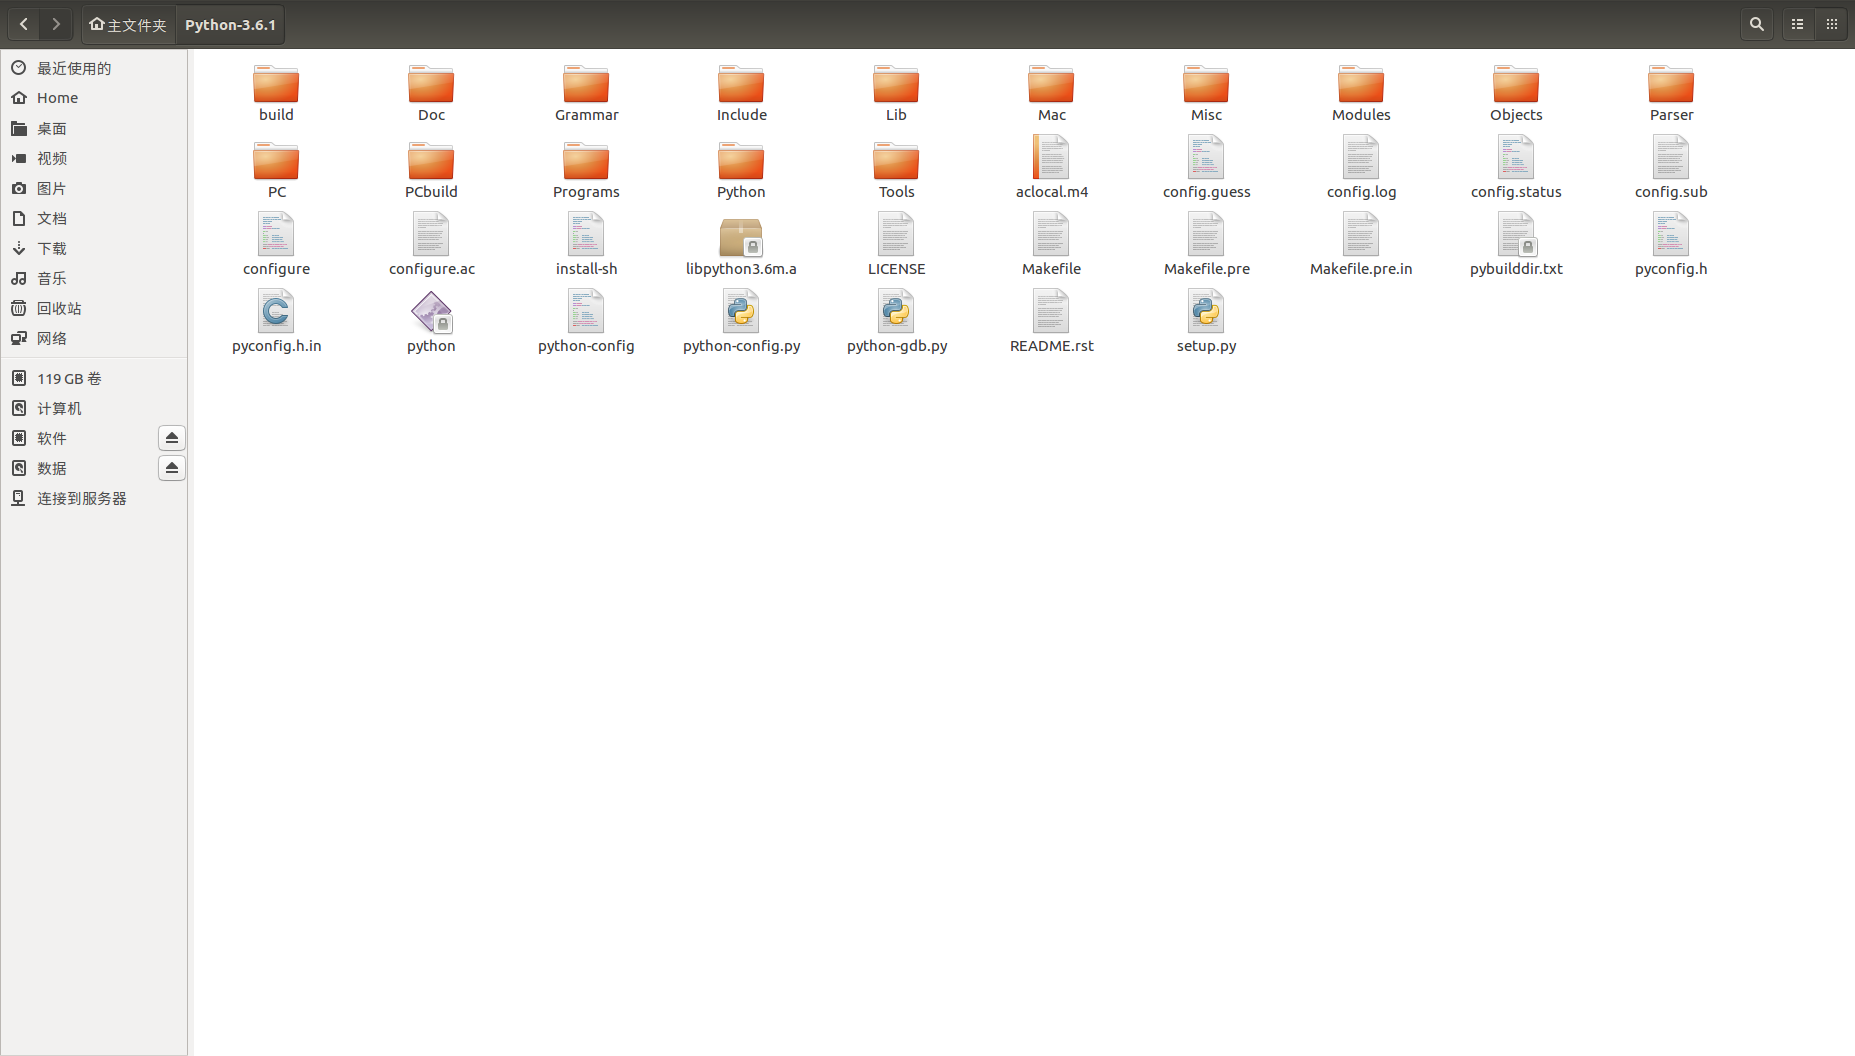 主文件夹 Python-3.6.1
最近使用的
Home
桌面
视频
图片
文档
下载
音乐
回收站
网络
119 GB 卷
计算机
软件
数据
连接到服务器
build Doc Grammar Include Lib Mac Misc Modules Objects Parser
PC PCbuild Programs Python Tools aclocal.m4 config.guess config.log config.status config.sub
configure configure.ac install-sh libpython3.6m.a LICENSE Makefile Makefile.pre Makefile.pre.in pybuilddir.txt pyconfig.h
pyconfig.h.in python python-config python-config.py python-gdb.py README.rst setup.py